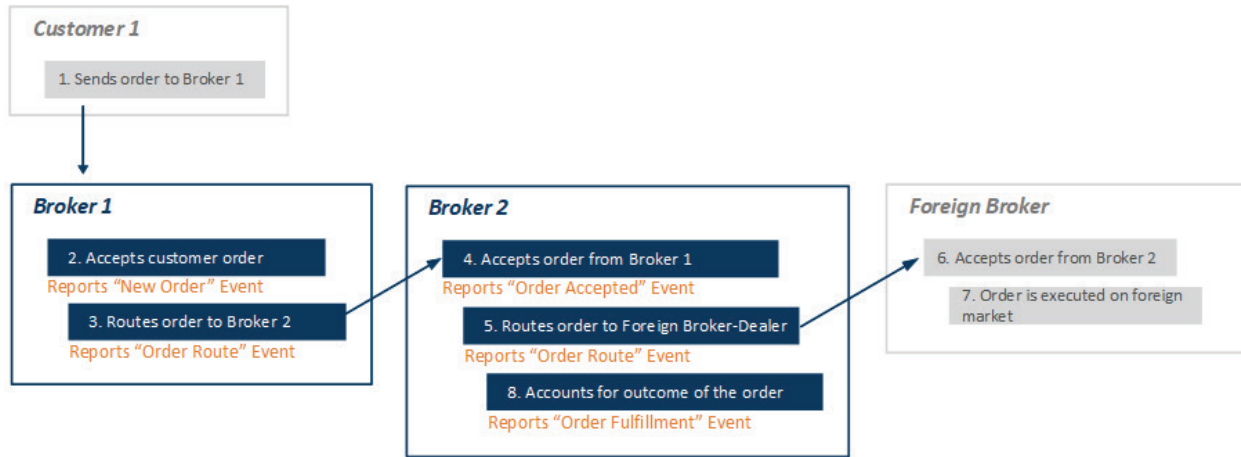 Customer 1
1. Sends order to Broker 1
Broker 1
2. Accepts customer order
Reports “New Order” Event
3. Routes order to Broker 2
Reports “Order Route” Event
Broker 2
4. Accepts order from Broker 1
Reports “Order Accepted” Event
5. Routes order to Foreign Broker-Dealer
Reports “Order Route” Event
8. Accounts for outcome of the order
Reports “Order Fulfillment” Event
Foreign Broker
6. Accepts order from Broker 2
7. Order is executed on foreign
market